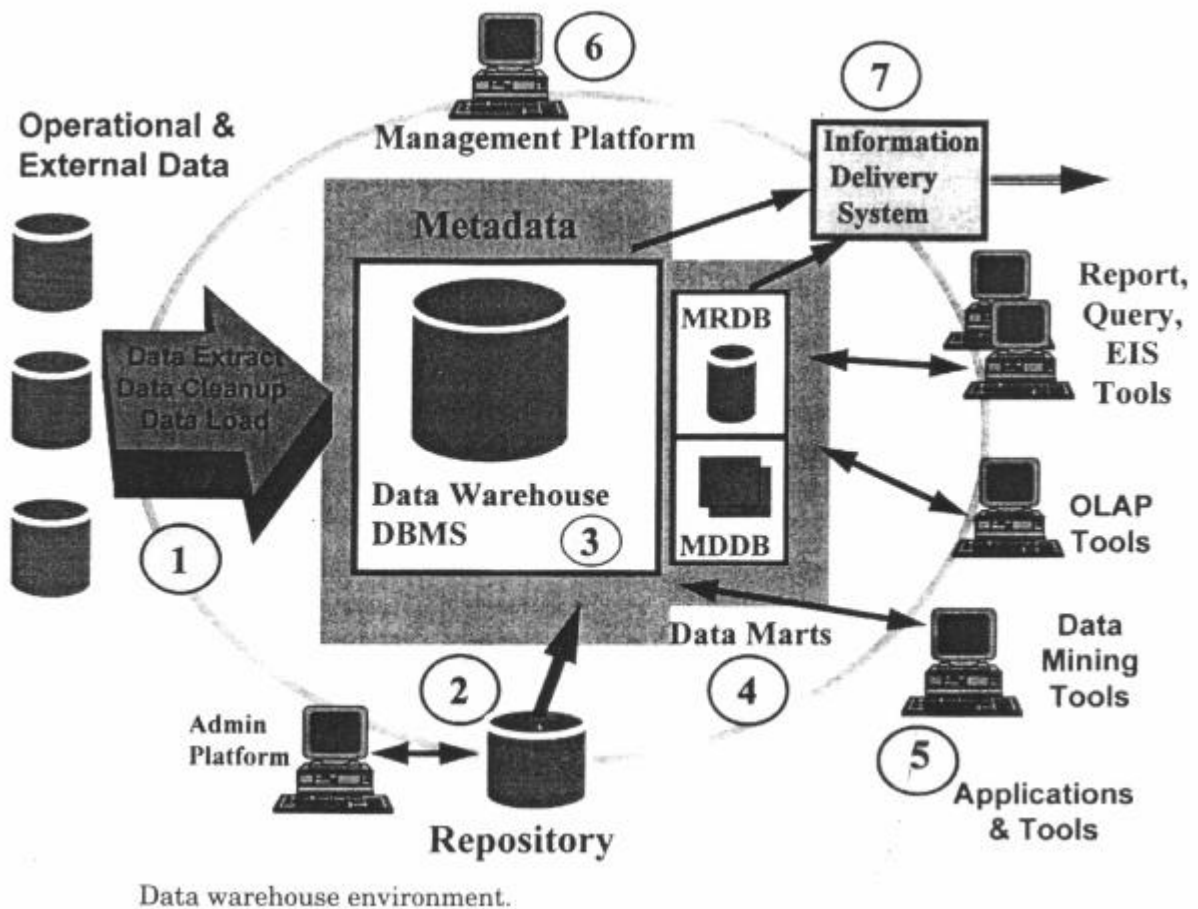 6
Management Platform
7
Operational &
External Data
Information
Delivery
System
Metadata
Data Extract
Data Cleanup
Data Load
MRDB
Report,
Query,
EIS
Tools
Data Warehouse
DBMS
3
MDDB
OLAP
Tools
1
Data Marts
4
Data
Mining
Tools
2
Admin
Platform
5
Applications
& Tools
Repository
Data warehouse environment.